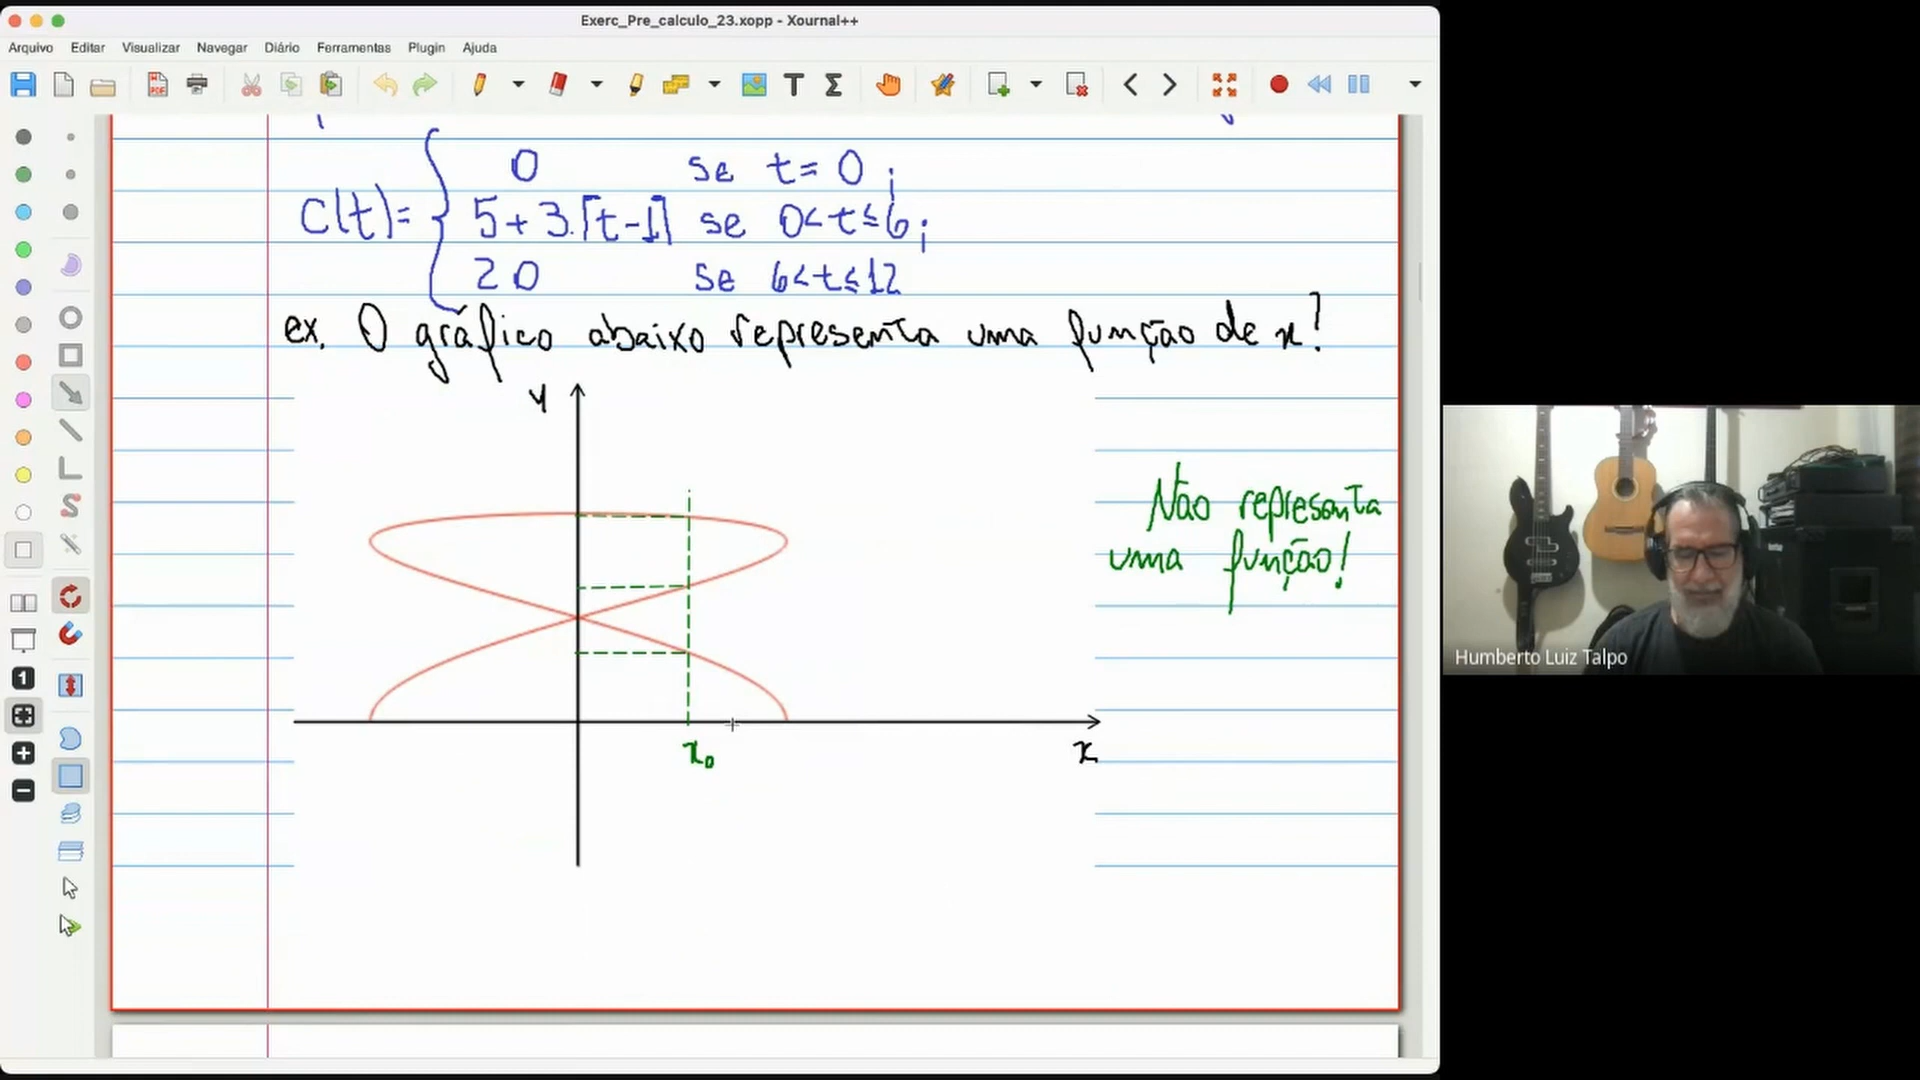 Exerc_Pre_calculo_23.xopp - Xournal++
Arquivo Editar Visualizar Navegar Diário Ferramentas Plugin Ajuda
PDF T Σ
C(t)= { 0 se t = 0 ;
5 + 3.⌈t-1⌉ se 0<t≤6 ;
20 se 6<t≤12
ex. O gráfico abaixo representa uma função de x?
y
Não representa
uma função!
x₀
x
1
Humberto Luiz Talpo